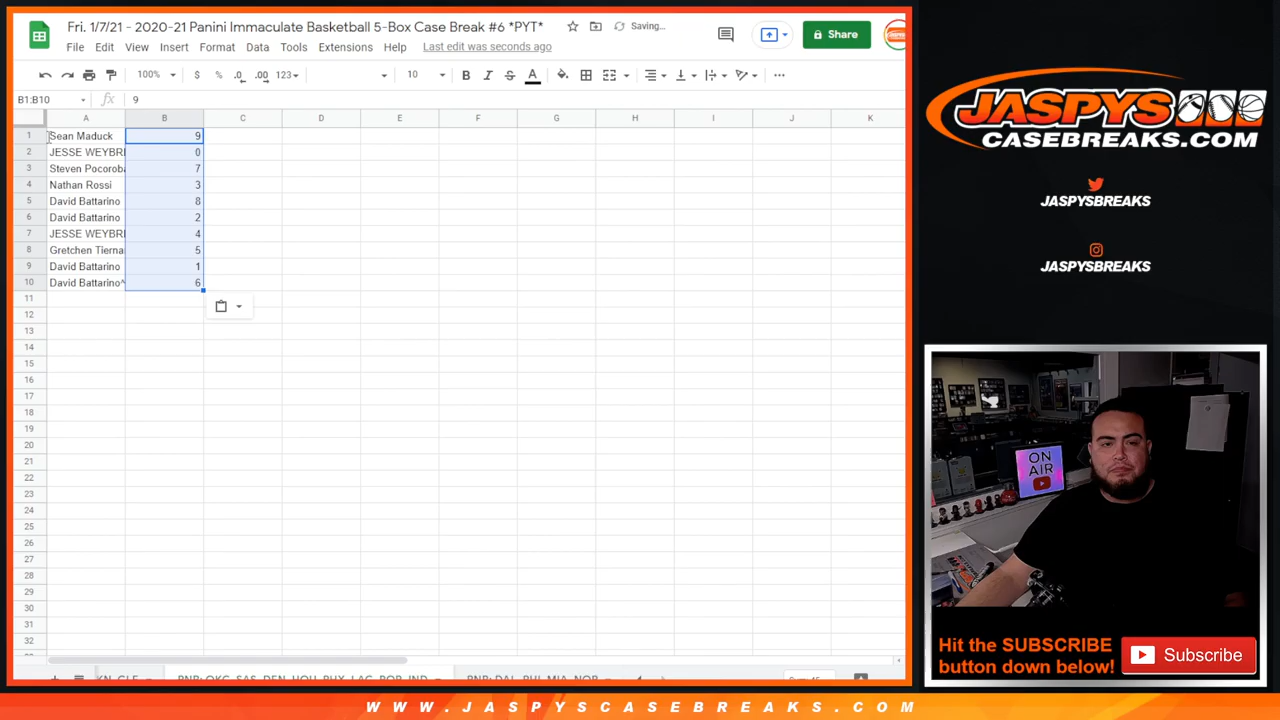 Fri. 1/7/21 - 2020-21 Panini Immaculate Basketball 5-Box Case Break #6 *PYT*
Saving...
Share
File Edit View Insert Format Data Tools Extensions Help Last edit was seconds ago
100% $ % .0 .00 123 10 B I S A
B1:B10 fx 9
A B C D E F G H I J K
1 Sean Maduck 9
2 JESSE WEYBRI 0
3 Steven Pocoroba 7
4 Nathan Rossi 3
5 David Battarino 8
6 David Battarino 2
7 JESSE WEYBRI 4
8 Gretchen Tierna 5
9 David Battarino 1
10 David Battarino^ 6
11
12
13
14
15
16
17
18
19
20
21
22
23
24
25
26
27
28
29
30
31
32
JASPYS
CASEBREAKS.COM
JASPYSBREAKS
JASPYSBREAKS
ON
AIR
Hit the SUBSCRIBE
button down below!
Subscribe
WWW.JASPYSCASEBREAKS.COM